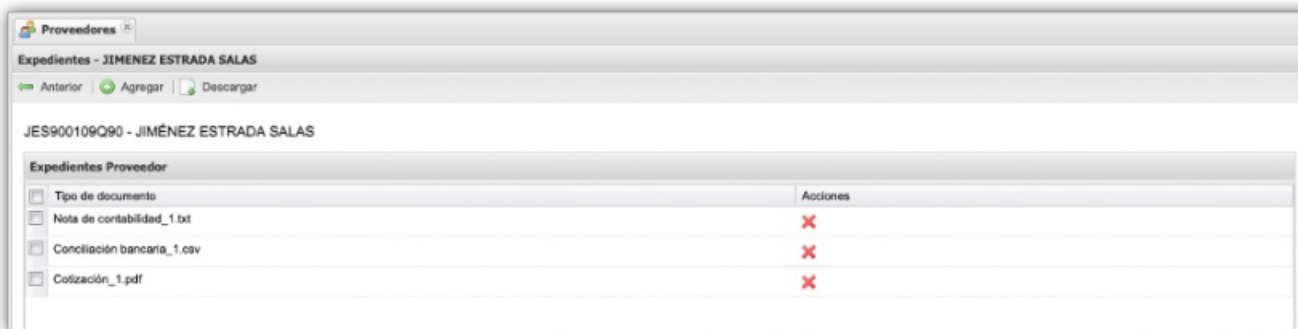 Proveedores
Expedientes - JIMENEZ ESTRADA SALAS
Anterior | Agregar | Descargar
JES900109Q90 - JIMÉNEZ ESTRADA SALAS
Expedientes Proveedor
Tipo de documento Acciones
Nota de contabilidad_1.txt
Conciliación bancaria_1.csv
Cotización_1.pdf